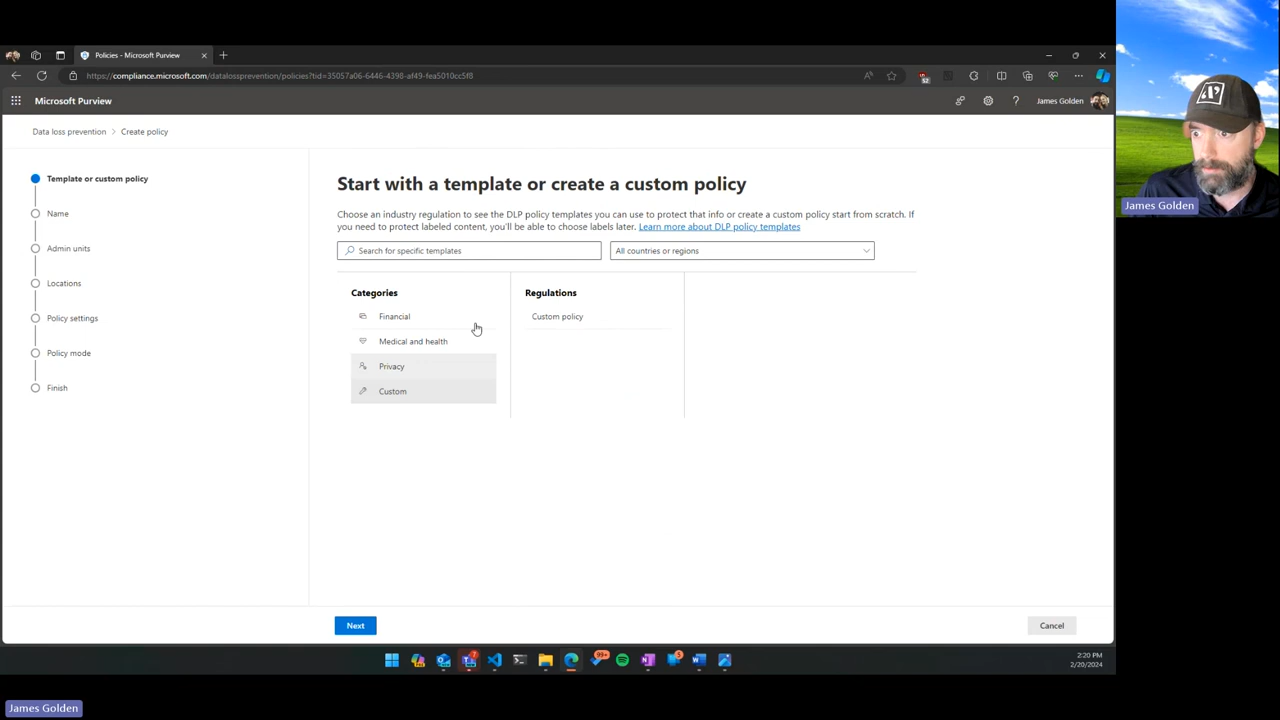 Policies - Microsoft Purview
https://compliance.microsoft.com/datalossprevention/policies?tid=35057a06-6446-4398-af49-fea5010cc5f8
52
Microsoft Purview
James Golden
Data loss prevention > Create policy
Template or custom policy
Name
Admin units
Locations
Policy settings
Policy mode
Finish
Start with a template or create a custom policy
Choose an industry regulation to see the DLP policy templates you can use to protect that info or create a custom policy start from scratch. If
you need to protect labeled content, you'll be able to choose labels later. Learn more about DLP policy templates
Search for specific templates
All countries or regions
Categories
Financial
Medical and health
Privacy
Custom
Regulations
Custom policy
Next
Cancel
7
99+
3
2:20 PM
2/20/2024
James Golden
James Golden